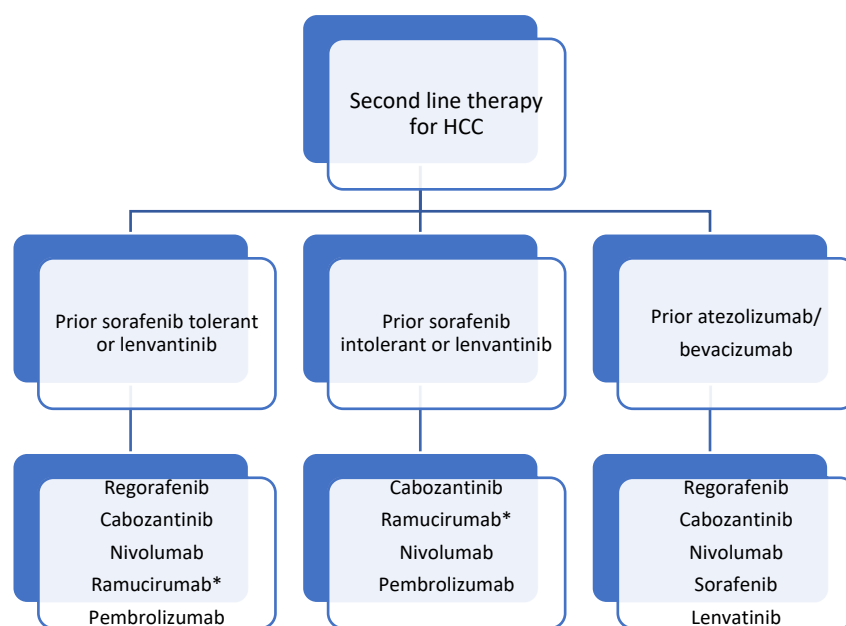 Second line therapy
for HCC
Prior sorafenib tolerant
or lenvantinib
Prior sorafenib
intolerant or lenvantinib
Prior atezolizumab/
bevacizumab
Regorafenib
Cabozantinib
Nivolumab
Ramucirumab*
Pembrolizumab
Cabozantinib
Ramucirumab*
Nivolumab
Pembrolizumab
Regorafenib
Cabozantinib
Nivolumab
Sorafenib
Lenvatinib